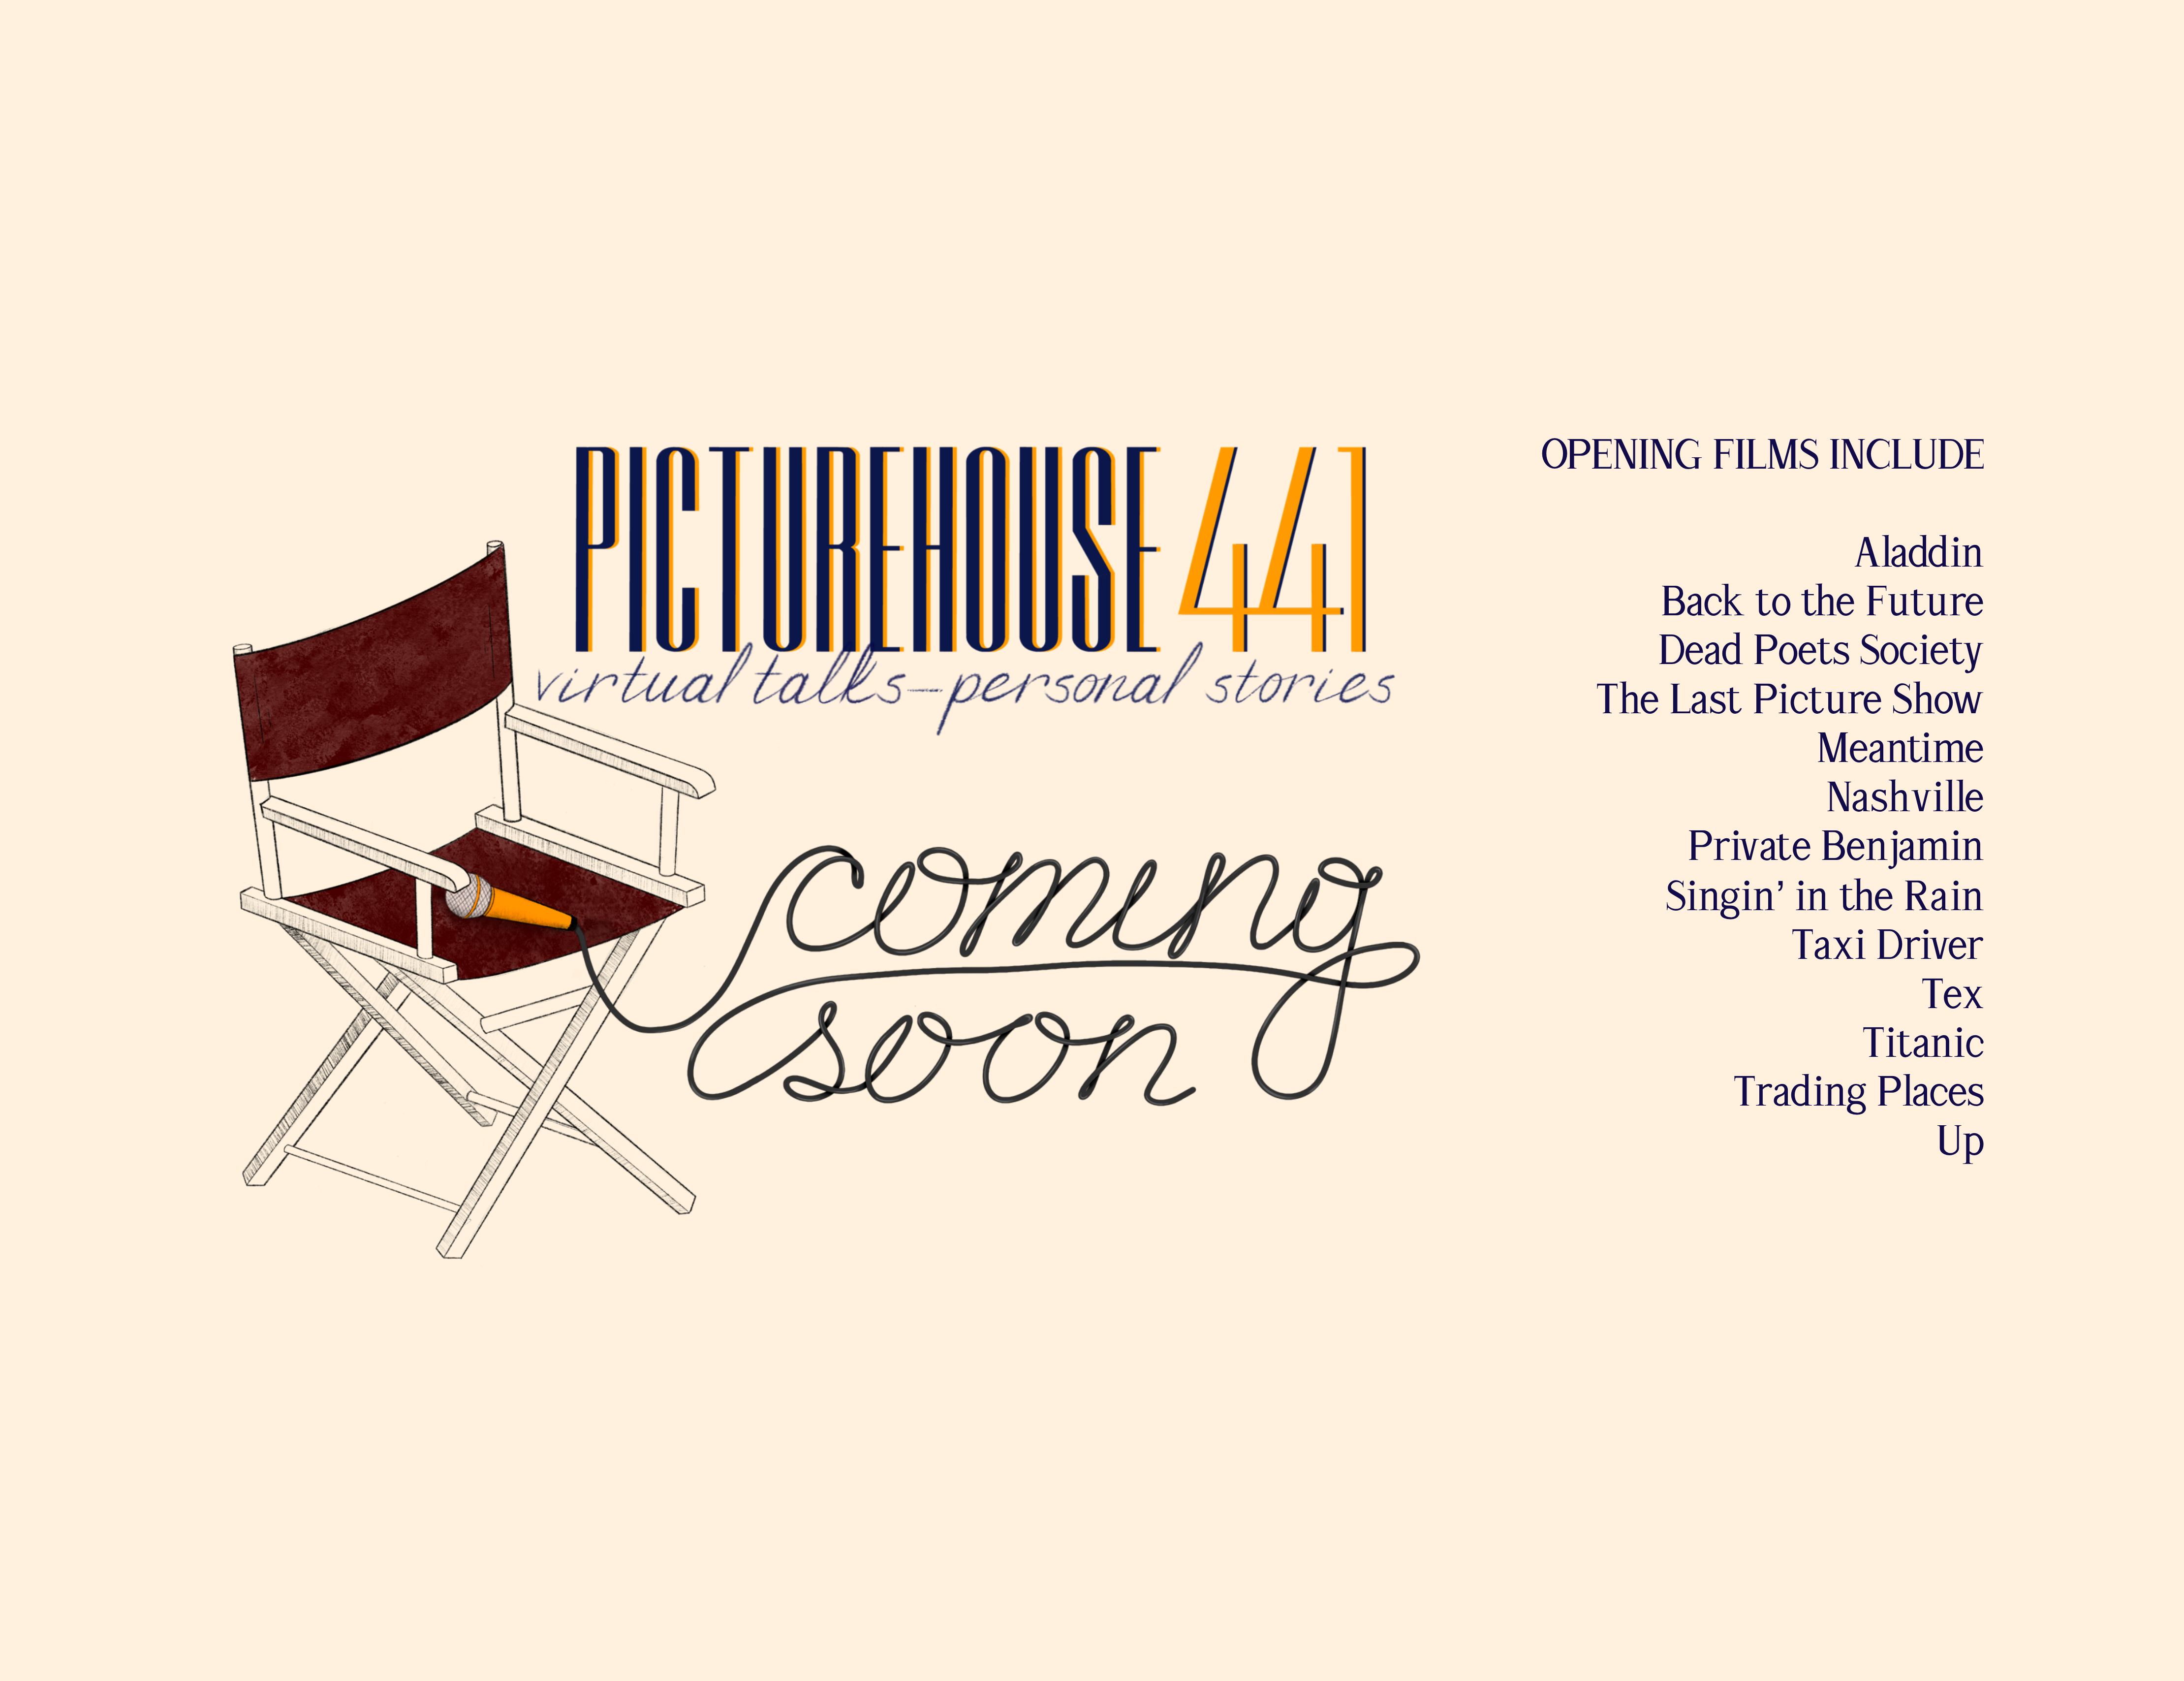 PICTUREHOUSE 441
virtual talks—personal stories
coming
soon
OPENING FILMS INCLUDE
Aladdin
Back to the Future
Dead Poets Society
The Last Picture Show
Meantime
Nashville
Private Benjamin
Singin’ in the Rain
Taxi Driver
Tex
Titanic
Trading Places
Up